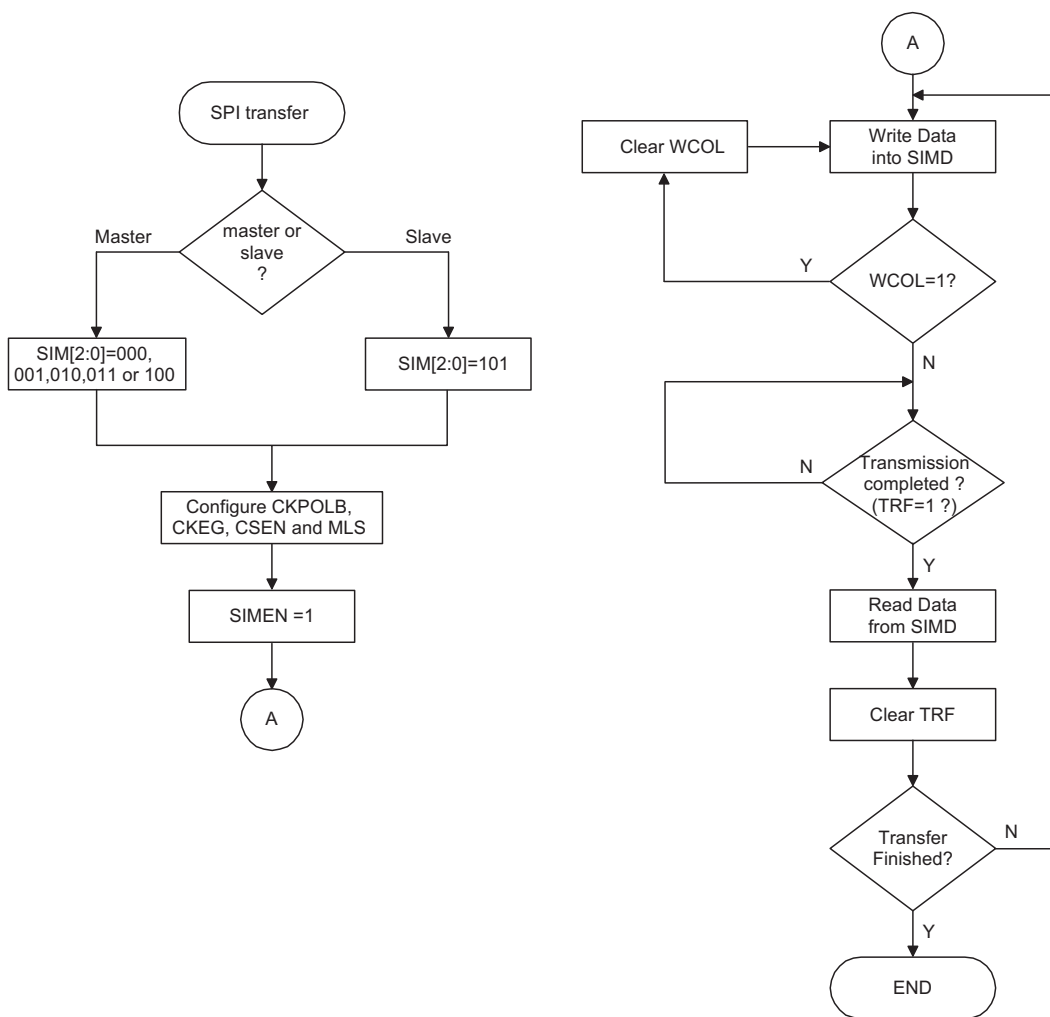 SPI transfer
master or
slave
?
Master
Slave
SIM[2:0]=000,
001,010,011 or 100
SIM[2:0]=101
Configure CKPOLB,
CKEG, CSEN and MLS
SIMEN =1
A
A
Clear WCOL
Write Data
into SIMD
Y
WCOL=1?
N
N
Transmission
completed ?
(TRF=1 ?)
Y
Read Data
from SIMD
Clear TRF
Transfer
Finished?
N
Y
END